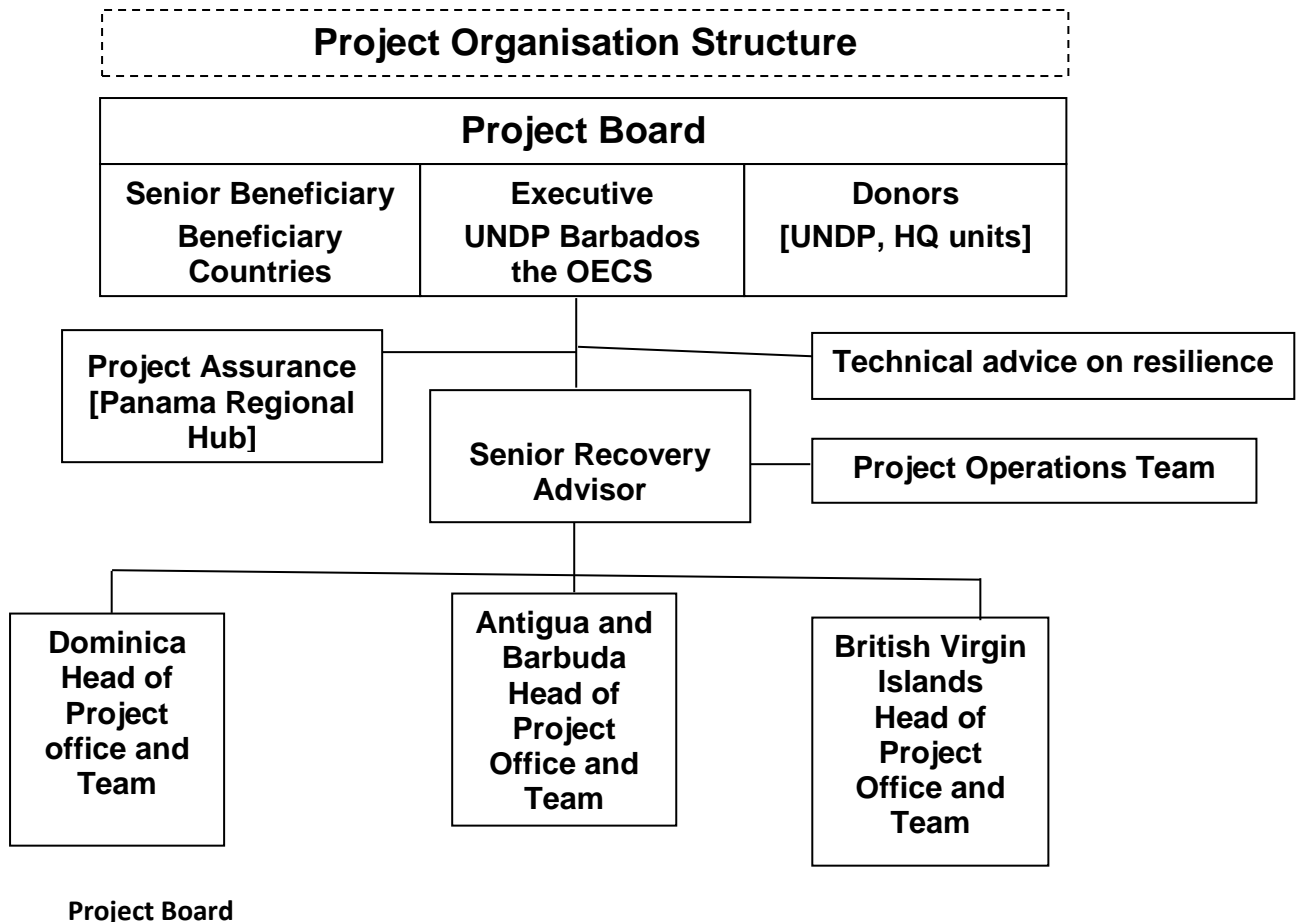 Project Organisation Structure
Project Board
Senior Beneficiary
Beneficiary
Countries
Executive
UNDP Barbados
the OECS
Donors
[UNDP, HQ units]
Project Assurance
[Panama Regional
Hub]
Technical advice on resilience
Senior Recovery
Advisor
Project Operations Team
Dominica
Head of
Project
office and
Team
Antigua and
Barbuda
Head of
Project
Office and
Team
British Virgin
Islands
Head of
Project
Office and
Team
Project Board